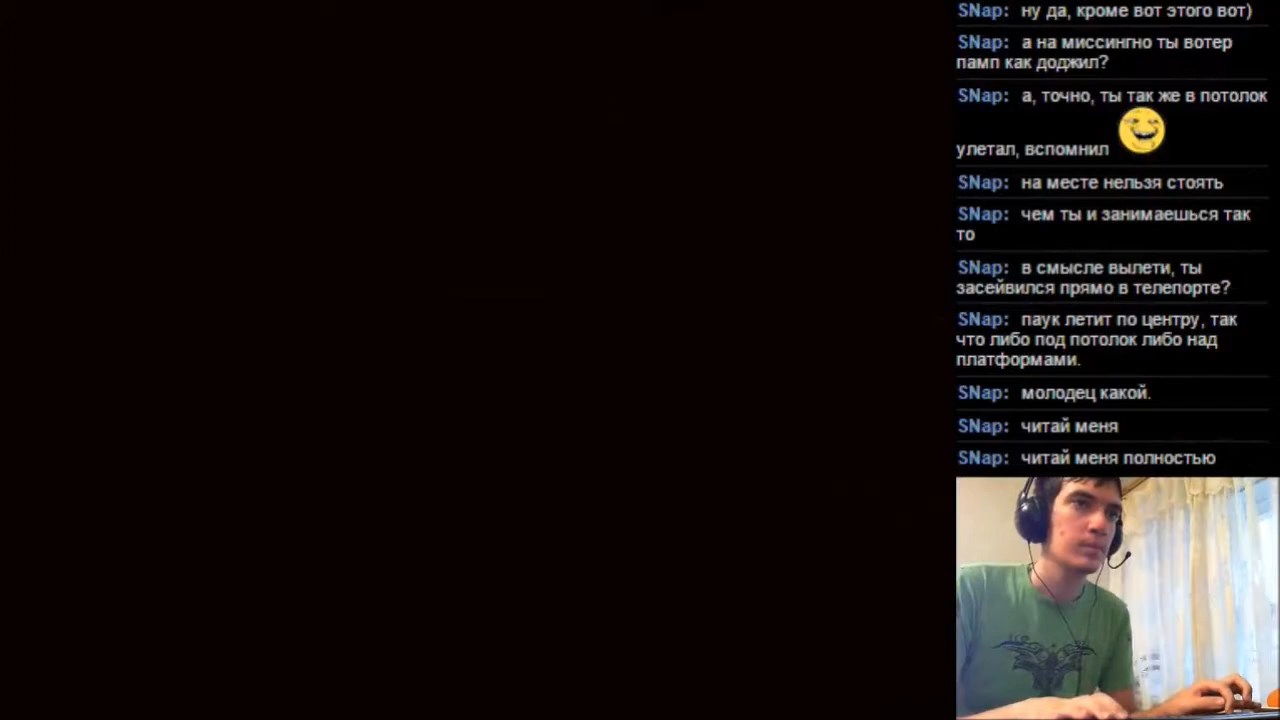 SNap: ну да, кроме вот этого вот)
SNap: а на миссингно ты вотер
памп как доджил?
SNap: а, точно, ты так же в потолок
улетал, вспомнил
SNap: на месте нельзя стоять
SNap: чем ты и занимаешься так
то
SNap: в смысле вылети, ты
засейвился прямо в телепорте?
SNap: паук летит по центру, так
что либо под потолок либо над
платформами.
SNap: молодец какой.
SNap: читай меня
SNap: читай меня полностью